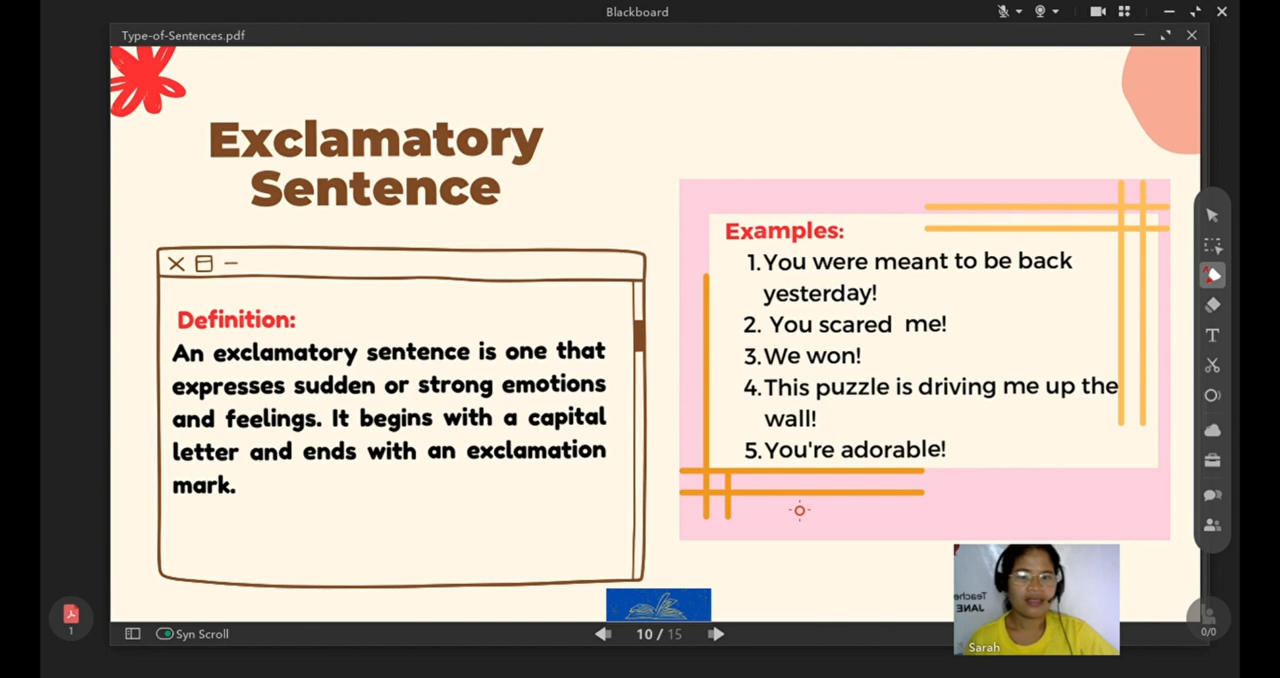 Blackboard
Type-of-Sentences.pdf
Exclamatory
Sentence
Definition:
An exclamatory sentence is one that
expresses sudden or strong emotions
and feelings. It begins with a capital
letter and ends with an exclamation
mark.
Examples:
1.You were meant to be back
yesterday!
2. You scared me!
3.We won!
4.This puzzle is driving me up the
wall!
5.You're adorable!
Teacher
JANE
Sarah
1
Syn Scroll
10 / 15
0/0